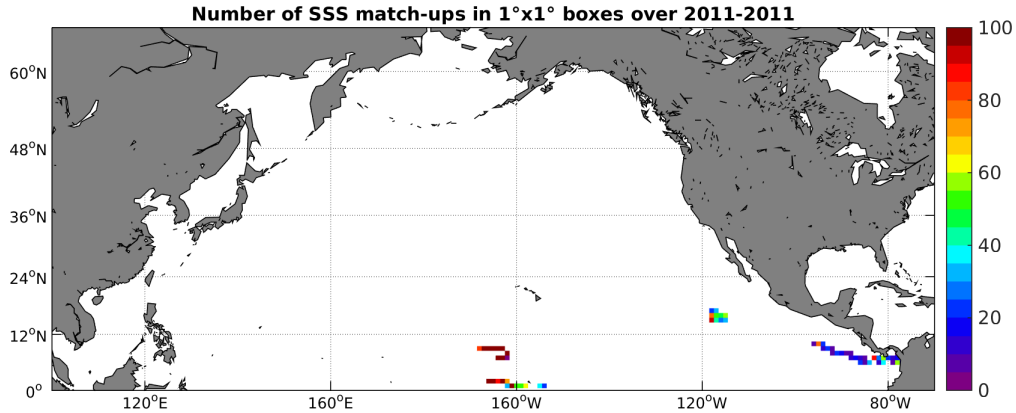 Number of SSS match-ups in 1°x1° boxes over 2011-2011
60°N
48°N
36°N
24°N
12°N
0°
120°E
160°E
160°W
120°W
80°W
100
80
60
40
20
0